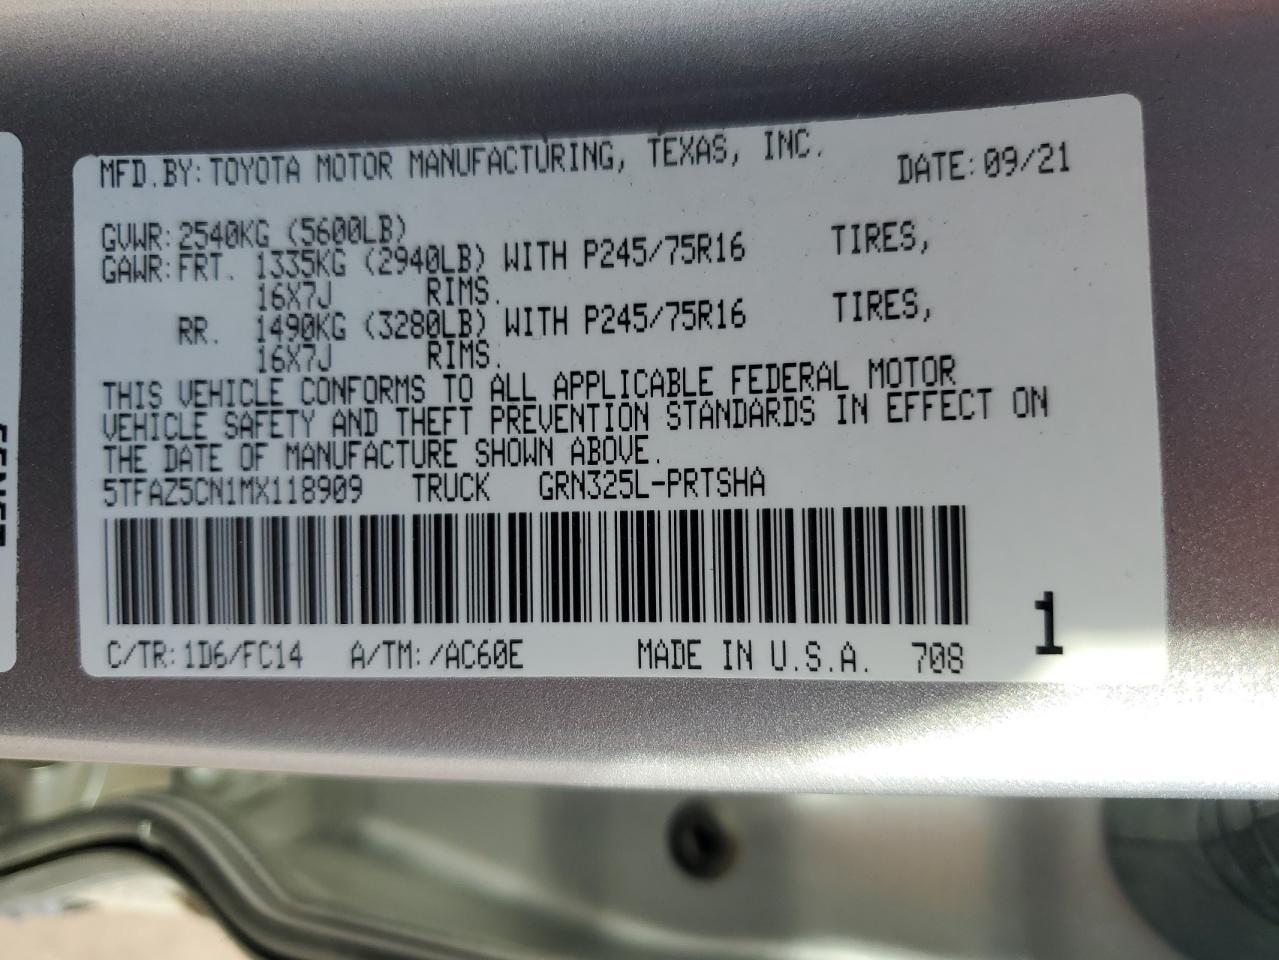 MFD.BY:TOYOTA MOTOR MANUFACTURING, TEXAS, INC. DATE:09/21
GVWR:2540KG (5600LB)
GAWR:FRT. 1335KG (2940LB) WITH P245/75R16 TIRES,
16X7J RIMS.
RR. 1490KG (3280LB) WITH P245/75R16 TIRES,
16X7J RIMS.
THIS VEHICLE CONFORMS TO ALL APPLICABLE FEDERAL MOTOR
VEHICLE SAFETY AND THEFT PREVENTION STANDARDS IN EFFECT ON
THE DATE OF MANUFACTURE SHOWN ABOVE.
5TFAZ5CN1MX118909 TRUCK GRN325L-PRTSHA
C/TR:1D6/FC14 A/TM:/AC60E MADE IN U.S.A. 708
1